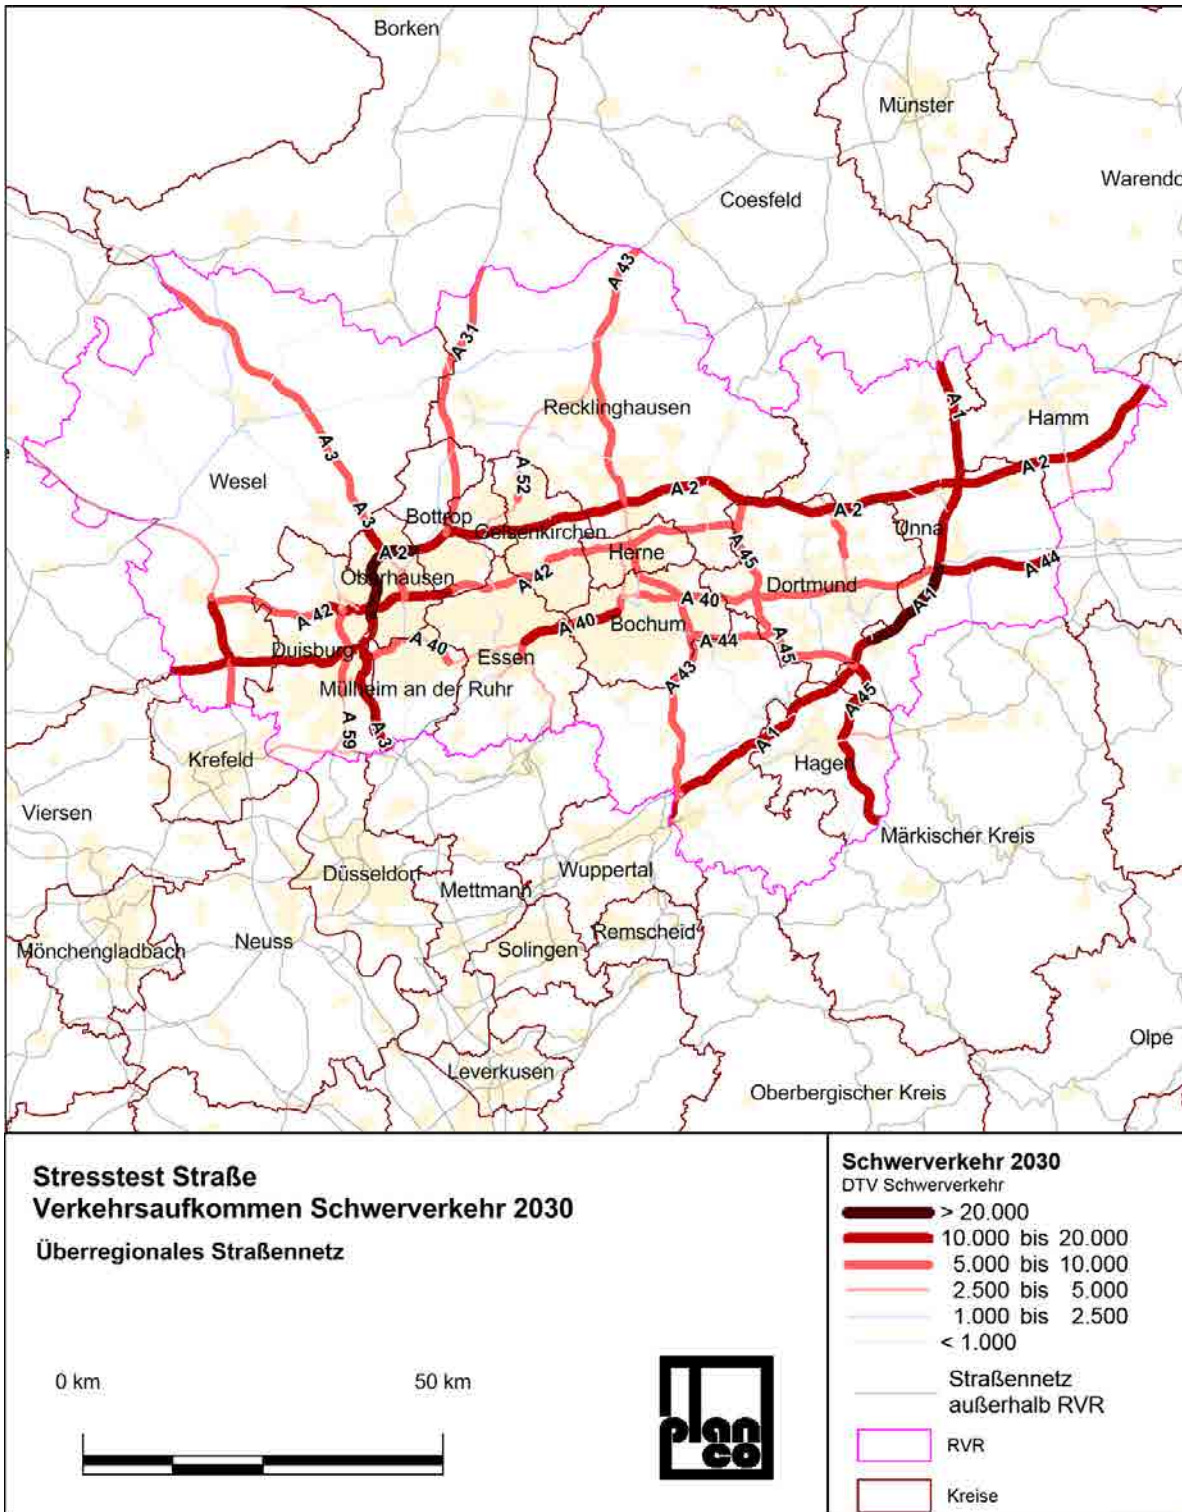 Borken
Münster
Warendo
Coesfeld
A 43
A 31
Recklinghausen
A 1
Hamm
A 3
A 52
A 2
Wesel
A 2
A 3
Bottrop
Gelsenkirchen
A 2
Unna
A 2
Herne
A 45
Oberhausen
A 42
Dortmund
A 44
A 42
A 40
A 1
Duisburg
A 40
Essen
A 40
Bochum
A 44
A 45
A 43
Mülheim an der Ruhr
A 45
A 59
A 3
A 1
Krefeld
Hagen
Viersen
Märkischer Kreis
Düsseldorf
Mettmann
Wuppertal
Mönchengladbach
Neuss
Solingen
Remscheid
Olpe
Leverkusen
Oberbergischer Kreis
Stresstest Straße
Verkehrsaufkommen Schwerverkehr 2030
Überregionales Straßennetz
0 km 50 km
plan
co
Schwerverkehr 2030
DTV Schwerverkehr
> 20.000
10.000 bis 20.000
5.000 bis 10.000
2.500 bis 5.000
1.000 bis 2.500
< 1.000
Straßennetz
außerhalb RVR
RVR
Kreise